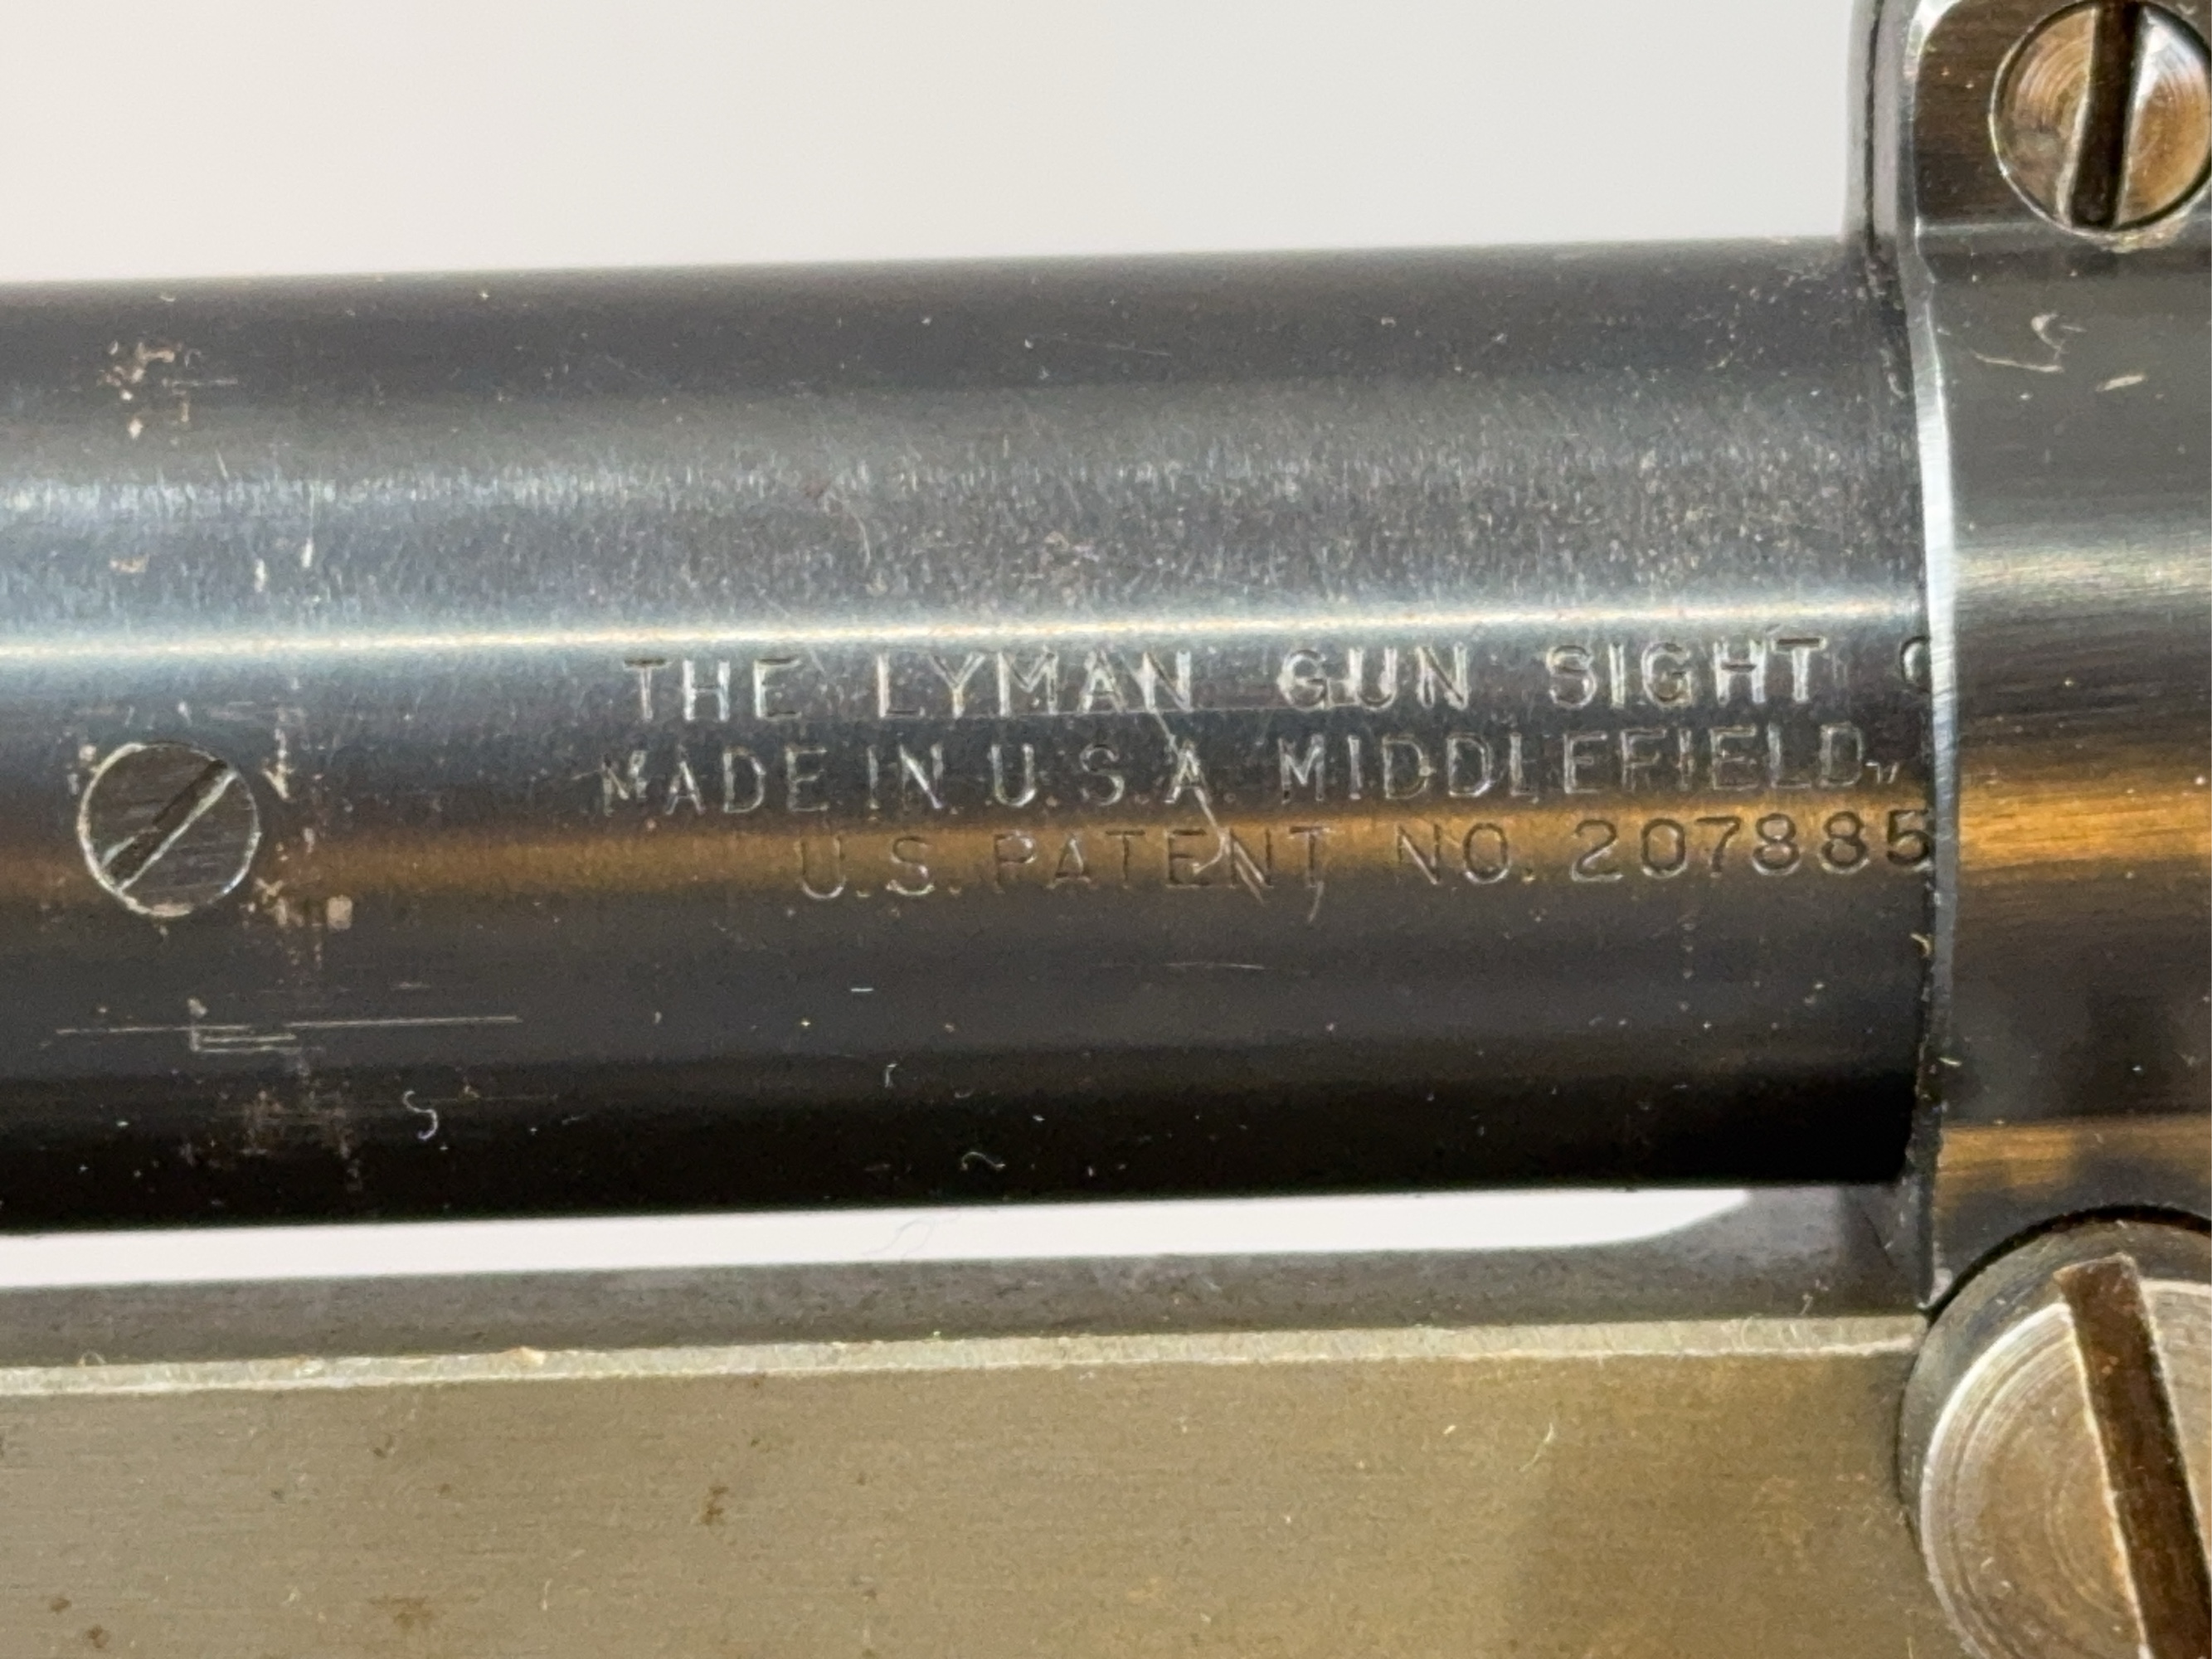 THE LYMAN GUN SIGHT C
MADE IN U.S.A. MIDDLEFIELD,
U.S. PATENT NO. 207885